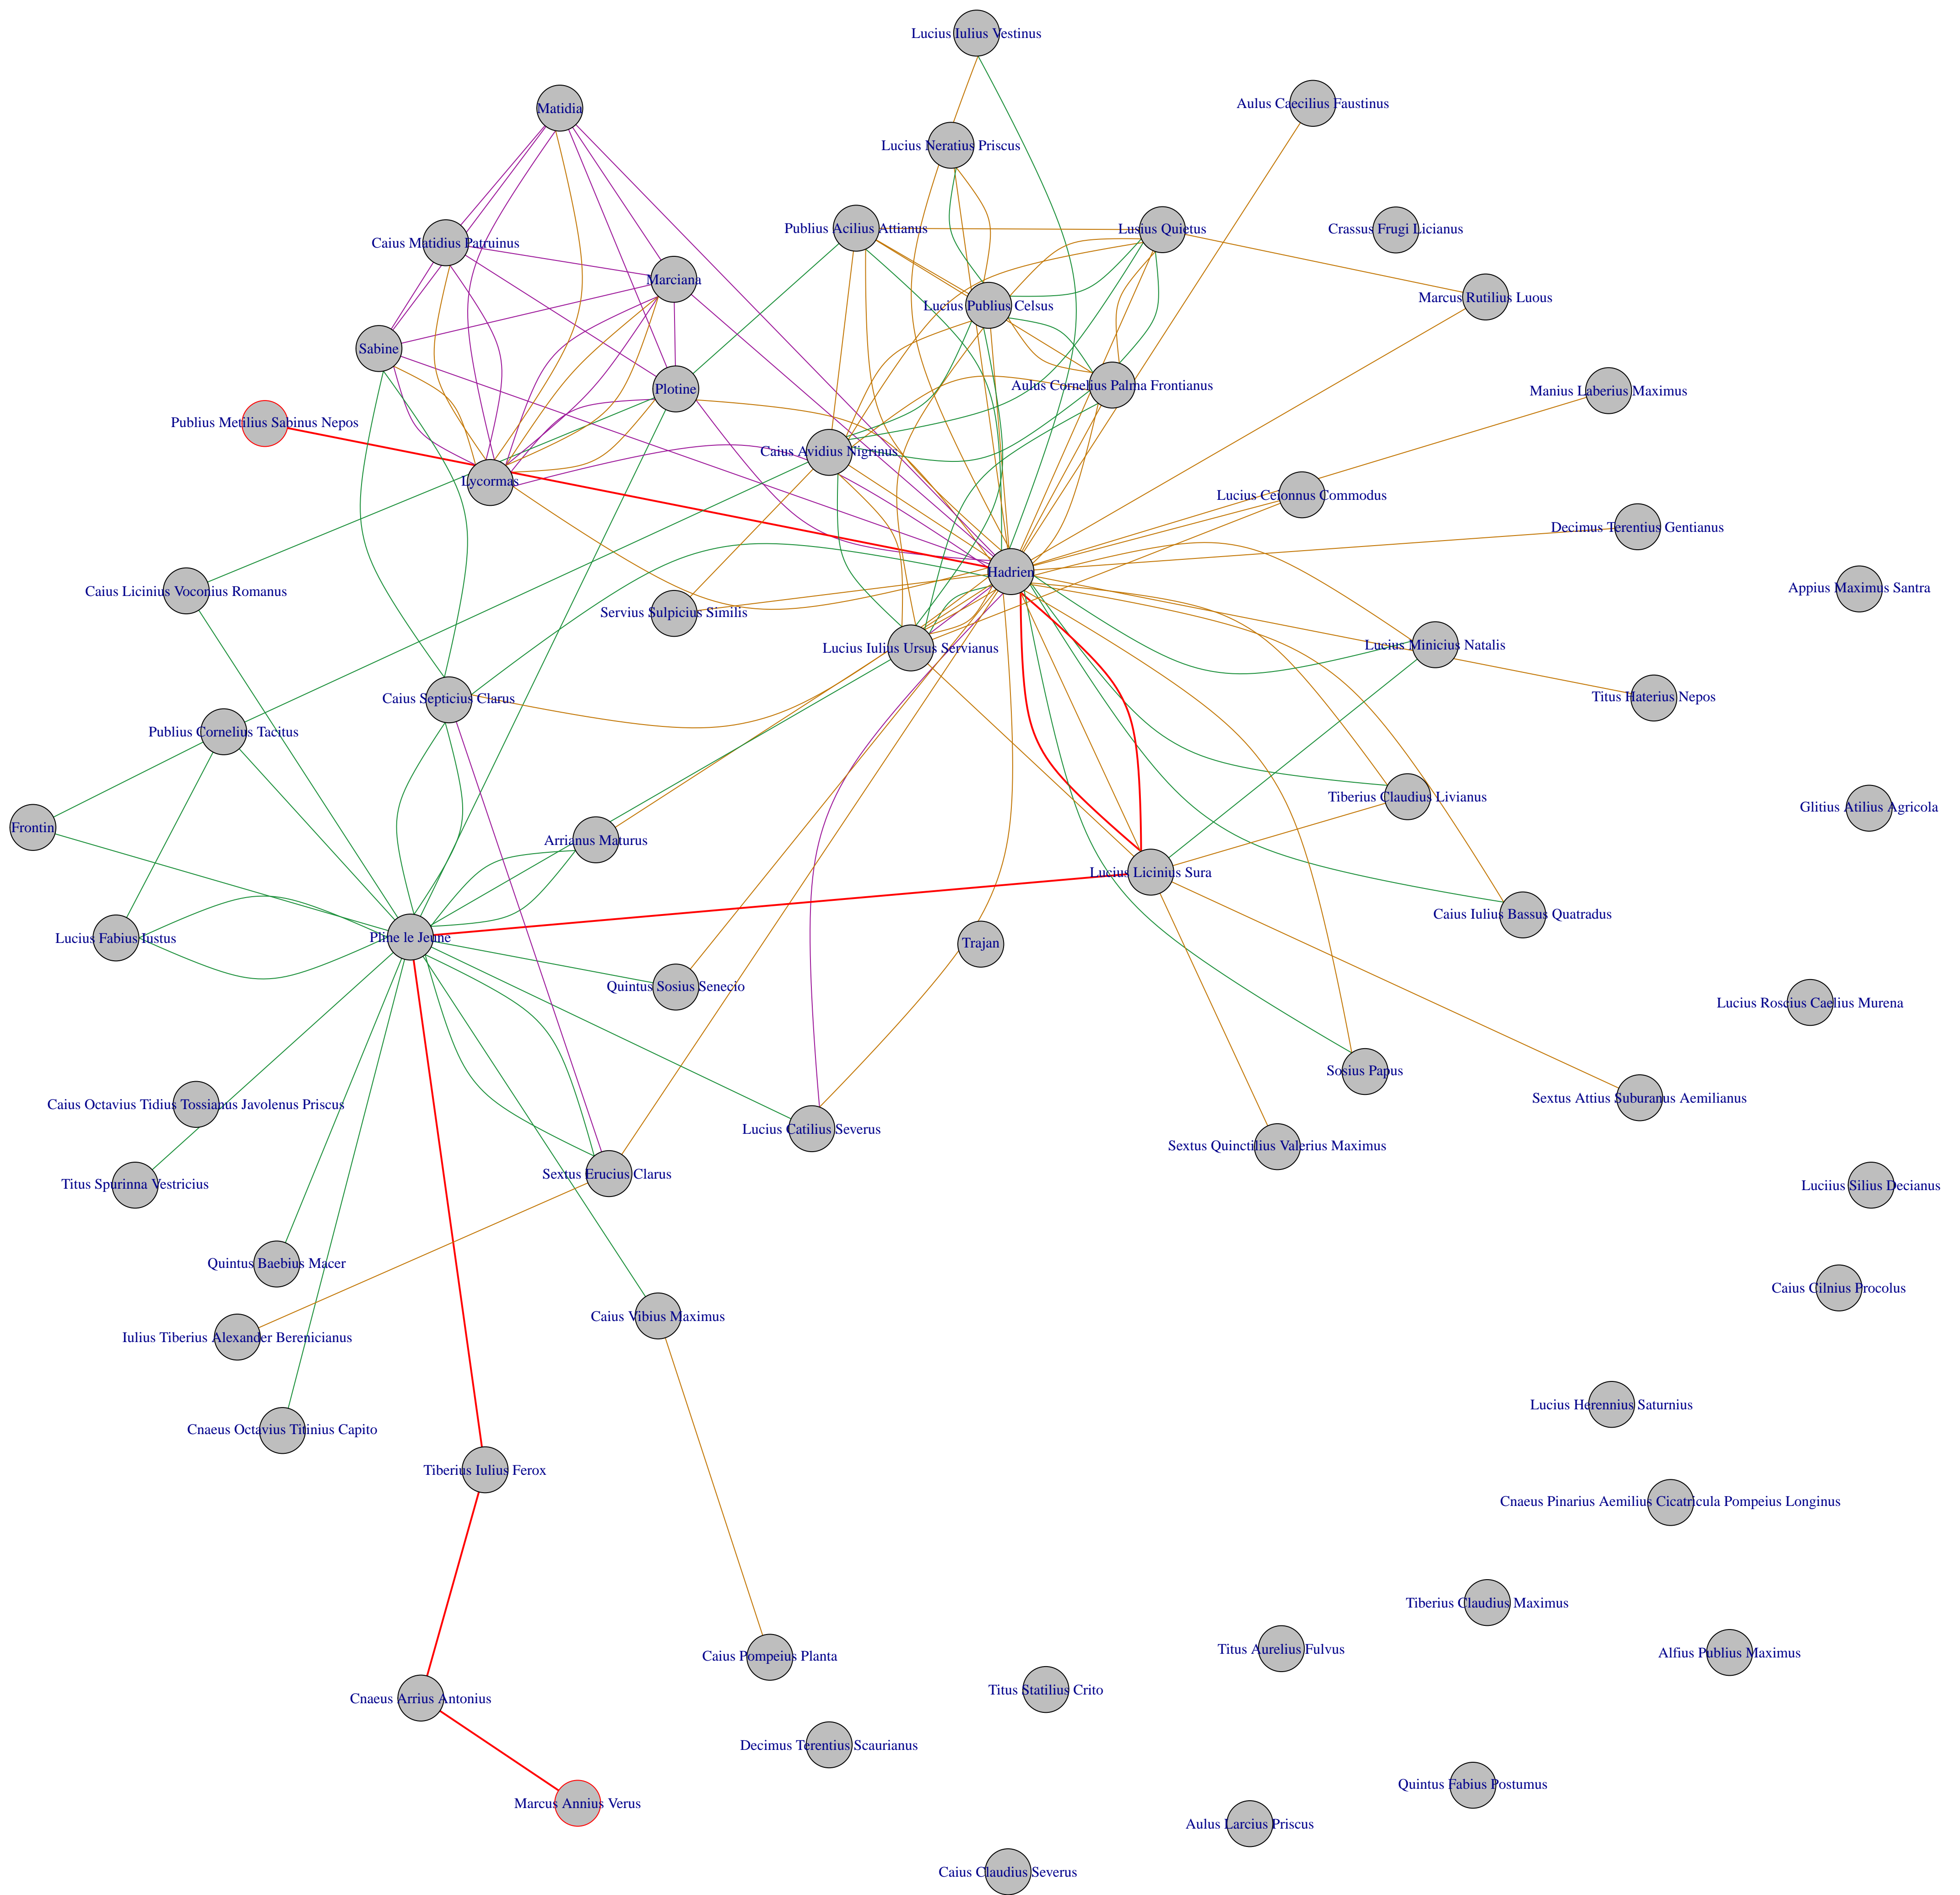 Lucius Iulius Vestinus
Matidia
Aulus Caecilius Faustinus
Lucius Neratius Priscus
Caius Matidius Patruinus
Publius Acilius Attianus
Lusius Quietus
Crassus Frugi Licianus
Marciana
Lucius Publius Celsus
Marcus Rutilius Luous
Sabine
Plotine
Aulus Cornelius Palma Frontianus
Manius Laberius Maximus
Publius Metilius Sabinus Nepos
Caius Avidius Nigrinus
Lycormas
Lucius Ceionnus Commodus
Decimus Terentius Gentianus
Hadrien
Caius Licinius Voconius Romanus
Appius Maximus Santra
Servius Sulpicius Similis
Lucius Iulius Ursus Servianus
Lucius Minicius Natalis
Caius Septicius Clarus
Titus Haterius Nepos
Publius Cornelius Tacitus
Tiberius Claudius Livianus
Glitius Atilius Agricola
Frontin
Arrianus Maturus
Lucius Licinius Sura
Caius Iulius Bassus Quatradus
Lucius Fabius Iustus
Pline le Jeune
Trajan
Quintus Sosius Senecio
Lucius Roscius Caelius Murena
Sosius Papus
Caius Octavius Tidius Tossianus Javolenus Priscus
Sextus Attius Suburanus Aemilianus
Lucius Catilius Severus
Sextus Quinctilius Valerius Maximus
Sextus Erucius Clarus
Titus Spurinna Vestricius
Luciius Silius Decianus
Quintus Baebius Macer
Caius Cilnius Procolus
Caius Vibius Maximus
Iulius Tiberius Alexander Berenicianus
Lucius Herennius Saturnius
Cnaeus Octavius Titinius Capito
Tiberius Iulius Ferox
Cnaeus Pinarius Aemilius Cicatricula Pompeius Longinus
Tiberius Claudius Maximus
Titus Aurelius Fulvus
Alfius Publius Maximus
Caius Pompeius Planta
Titus Statilius Crito
Cnaeus Arrius Antonius
Decimus Terentius Scaurianus
Quintus Fabius Postumus
Marcus Annius Verus
Aulus Larcius Priscus
Caius Claudius Severus